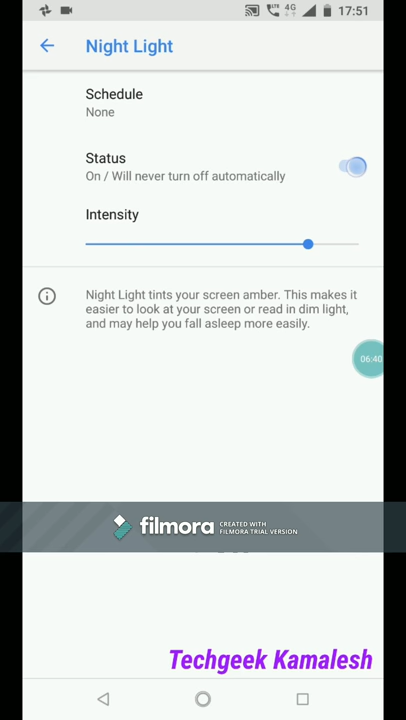 LTE 4G 17:51
Night Light
Schedule
None
Status
On / Will never turn off automatically
Intensity
Night Light tints your screen amber. This makes it
easier to look at your screen or read in dim light,
and may help you fall asleep more easily.
06:40
filmora CREATED WITH
FILMORA TRIAL VERSION
Techgeek Kamalesh